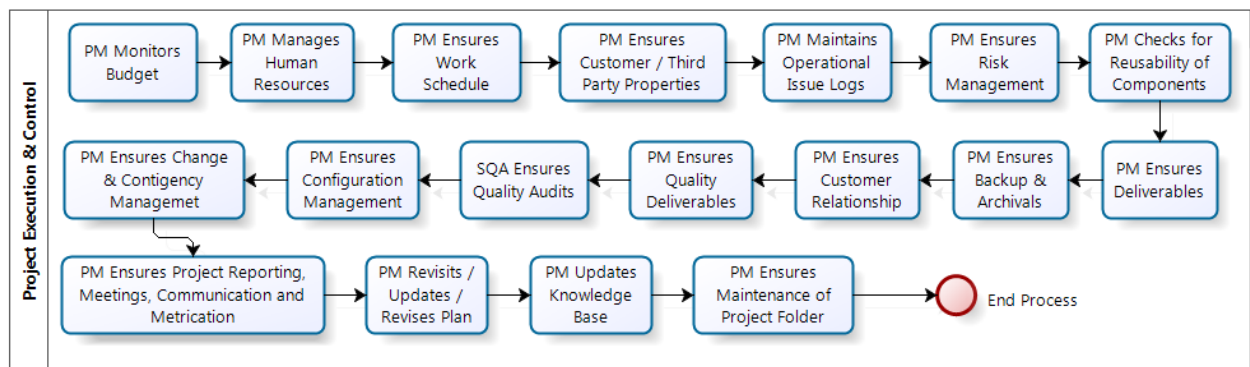 Project Execution & Control
PM Monitors
Budget
PM Manages
Human
Resources
PM Ensures
Work
Schedule
PM Ensures
Customer / Third
Party Properties
PM Maintains
Operational
Issue Logs
PM Ensures
Risk
Management
PM Checks for
Reusability of
Components
PM Ensures
Deliverables
PM Ensures
Backup &
Archivals
PM Ensures
Customer
Relationship
PM Ensures
Quality
Deliverables
SQA Ensures
Quality Audits
PM Ensures
Configuration
Management
PM Ensures Change
& Contigency
Managemet
PM Ensures Project Reporting,
Meetings, Communication and
Metrication
PM Revisits /
Updates /
Revises Plan
PM Updates
Knowledge
Base
PM Ensures
Maintenance of
Project Folder
End Process